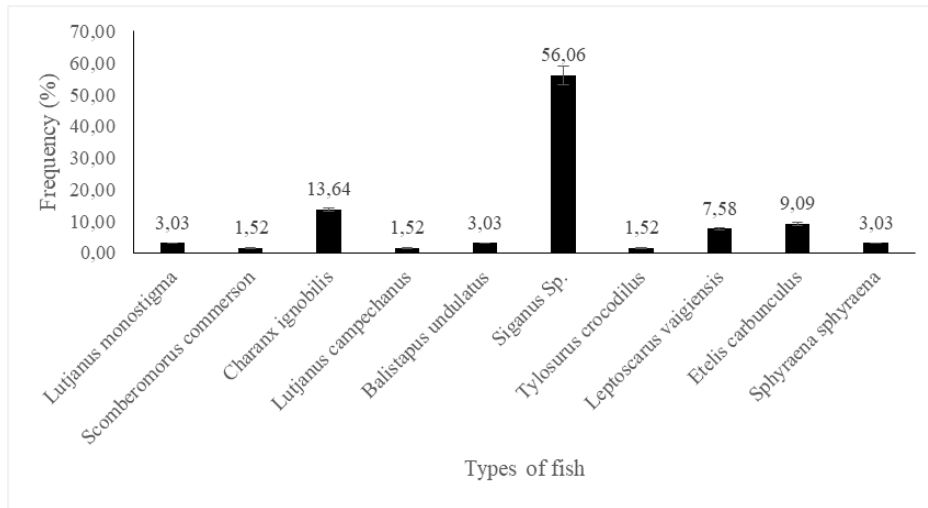 70,00
60,00
50,00
40,00
30,00
20,00
10,00
0,00
Frequency (%)
3,03
1,52
13,64
1,52
3,03
56,06
1,52
7,58
9,09
3,03
Lutjanus monostigma
Scomberomorus commerson
Charanx ignobilis
Lutjanus campechanus
Balistapus undulatus
Siganus Sp.
Tylosurus crocodilus
Leptoscarus vaigiensis
Etelis carbunculus
Sphyraena sphyraena
Types of fish